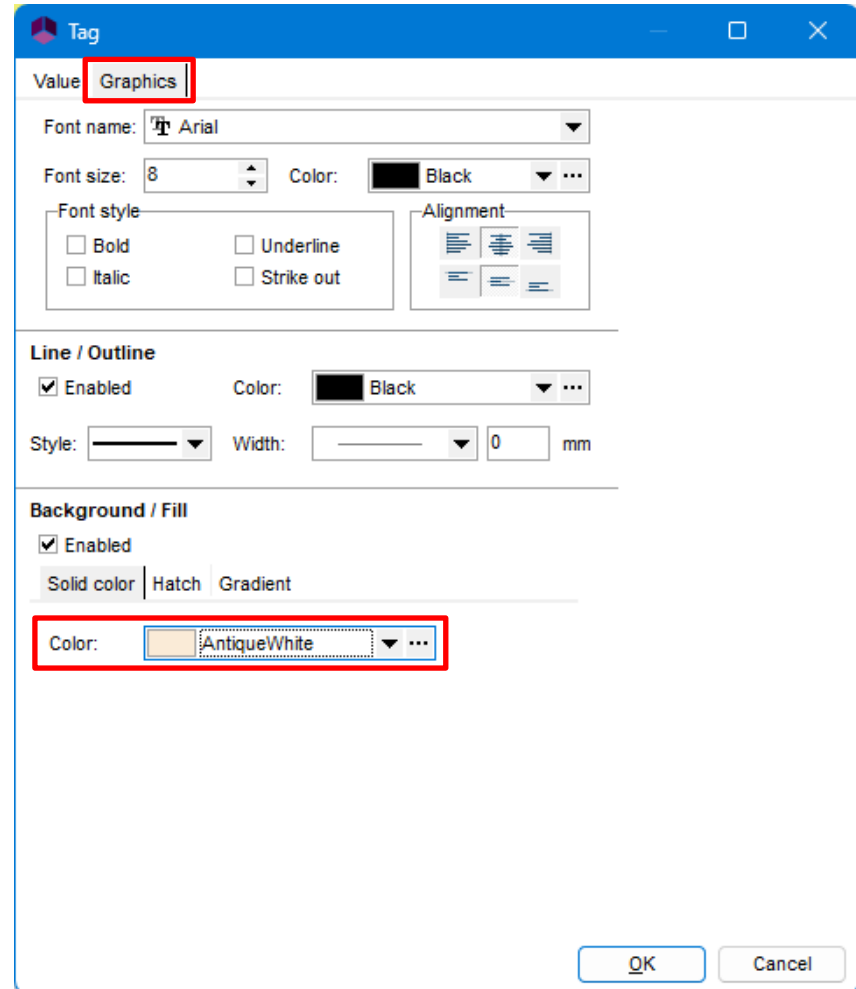 Tag
Value Graphics
Font name: Arial
Font size: 8 Color: Black
Font style Alignment
Bold Underline
Italic Strike out
Line / Outline
Enabled Color: Black
Style: Width: 0 mm
Background / Fill
Enabled
Solid color Hatch Gradient
Color: AntiqueWhite
OK Cancel